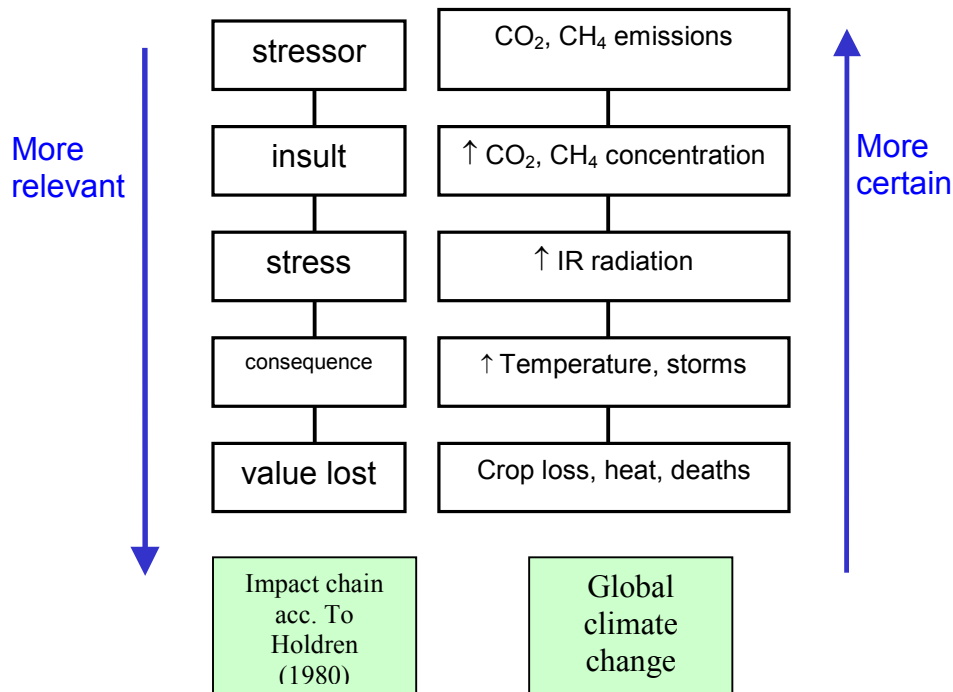 stressor
CO₂, CH₄ emissions
More
relevant
insult
↑ CO₂, CH₄ concentration
More
certain
stress
↑ IR radiation
consequence
↑ Temperature, storms
value lost
Crop loss, heat, deaths
Impact chain
acc. To
Holdren
(1980)
Global
climate
change